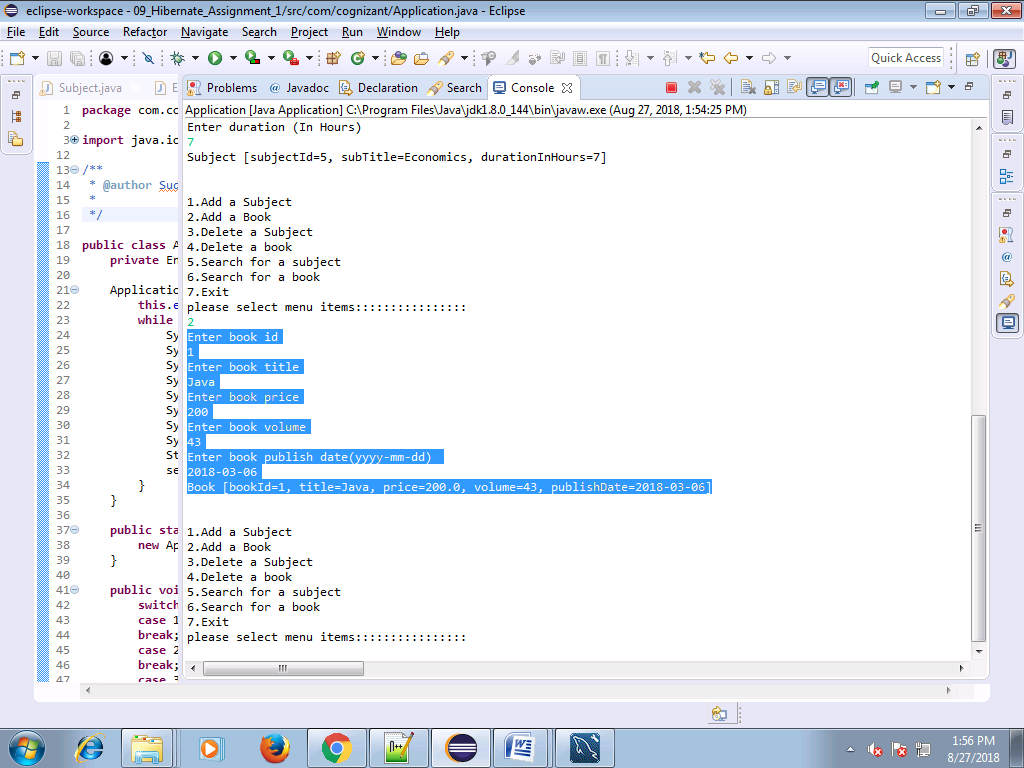 eclipse-workspace - 09_Hibernate_Assignment_1/src/com/cognizant/Application.java - Eclipse
File Edit Source Refactor Navigate Search Project Run Window Help
Quick Access
Subject.java
Problems @ Javadoc Declaration Search Console
Application [Java Application] C:\Program Files\Java\jdk1.8.0_144\bin\javaw.exe (Aug 27, 2018, 1:54:25 PM)
1 package com.co
2
3 import java.io
12
13 /**
14 * @author Sud
15 *
16 */
17
18 public class A
19 private En
20
21 Applicatio
22 this.e
23 while
24 Sy
25 Sy
26 Sy
27 Sy
28 Sy
29 Sy
30 Sy
31 Sy
32 St
33 se
34 }
35 }
36
37 public sta
38 new Ap
39 }
40
41 public voi
42 switch
43 case 1
44 break;
45 case 2
46 break;
47 case 3
Enter duration (In Hours)
7
Subject [subjectId=5, subTitle=Economics, durationInHours=7]
1.Add a Subject
2.Add a Book
3.Delete a Subject
4.Delete a book
5.Search for a subject
6.Search for a book
7.Exit
please select menu items::::::::::::::::
2
Enter book id
1
Enter book title
Java
Enter book price
200
Enter book volume
43
Enter book publish date(yyyy-mm-dd)
2018-03-06
Book [bookId=1, title=Java, price=200.0, volume=43, publishDate=2018-03-06]
1.Add a Subject
2.Add a Book
3.Delete a Subject
4.Delete a book
5.Search for a subject
6.Search for a book
7.Exit
please select menu items::::::::::::::::
1:56 PM
8/27/2018